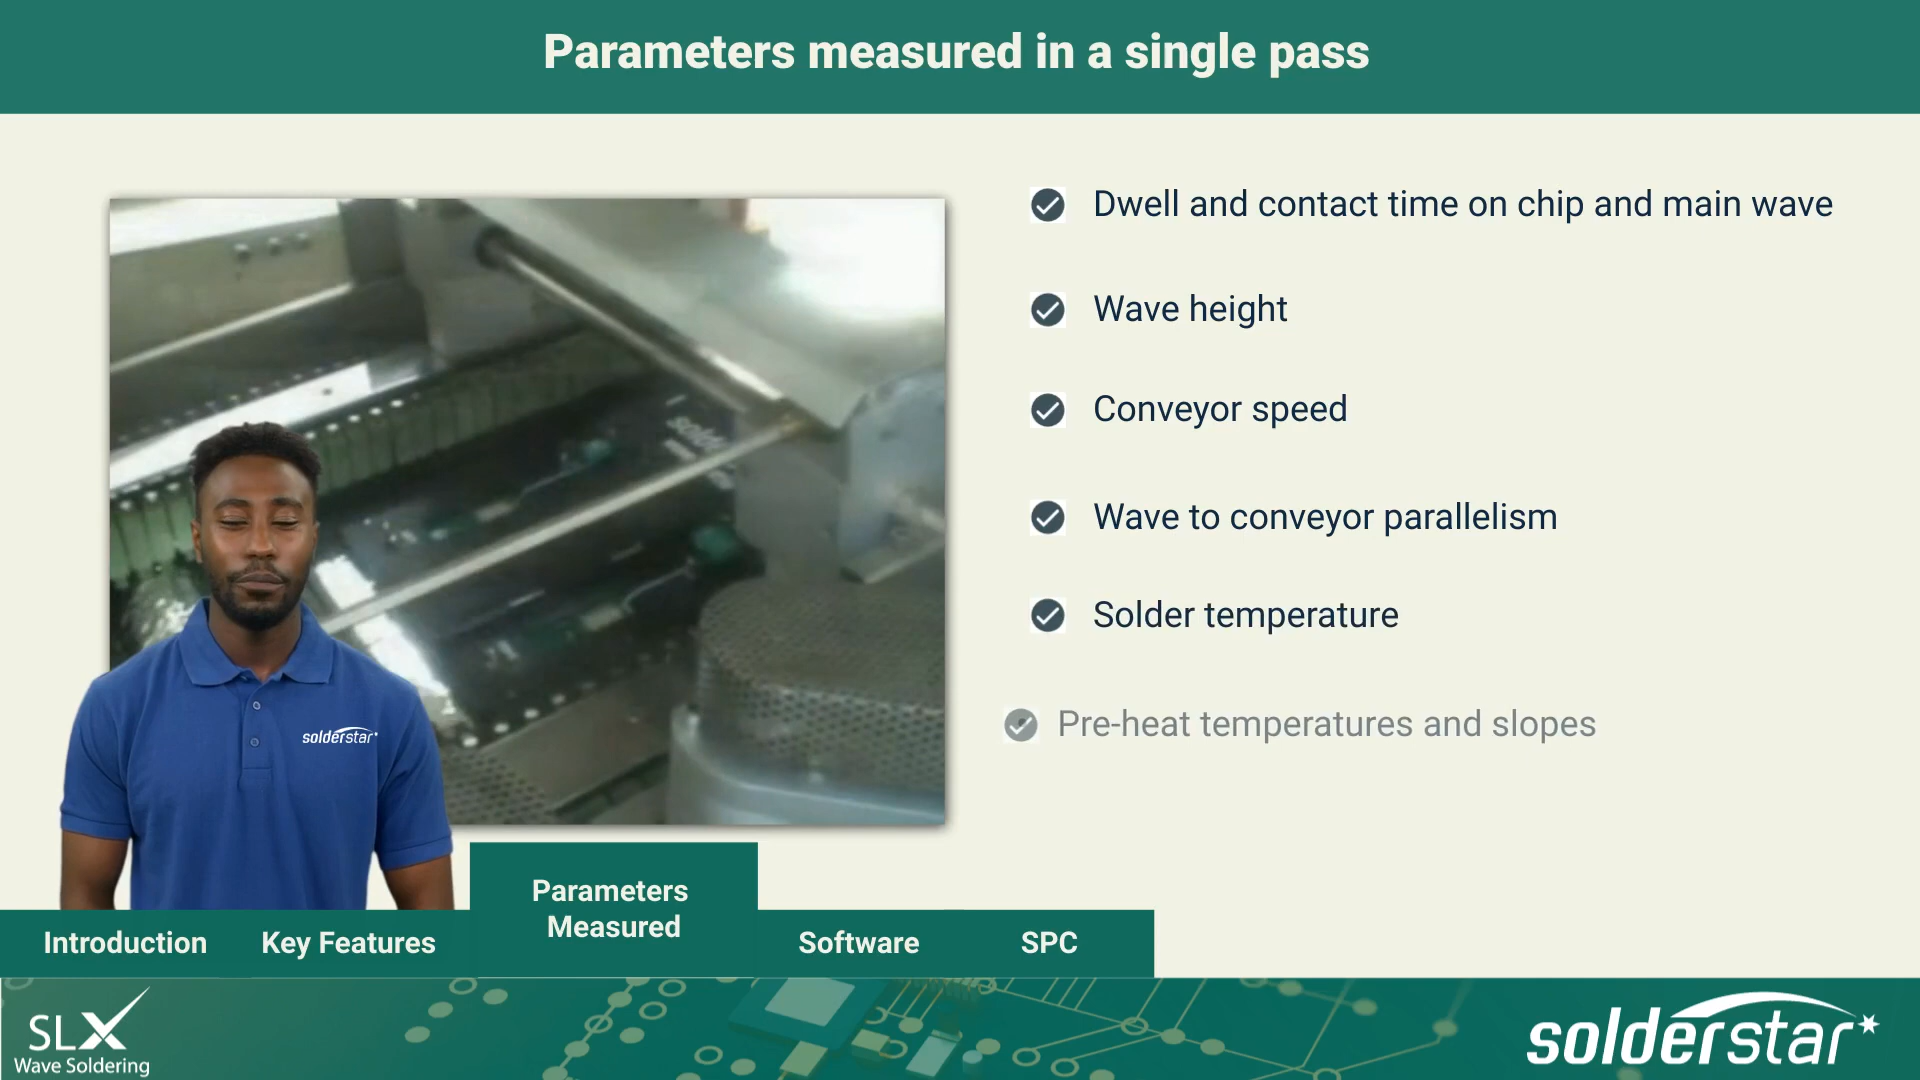 Parameters measured in a single pass
Dwell and contact time on chip and main wave
Wave height
Conveyor speed
Wave to conveyor parallelism
Solder temperature
Pre-heat temperatures and slopes
solderstar
Introduction
Key Features
Parameters
Measured
Software
SPC
SLX
Wave Soldering
solderstar